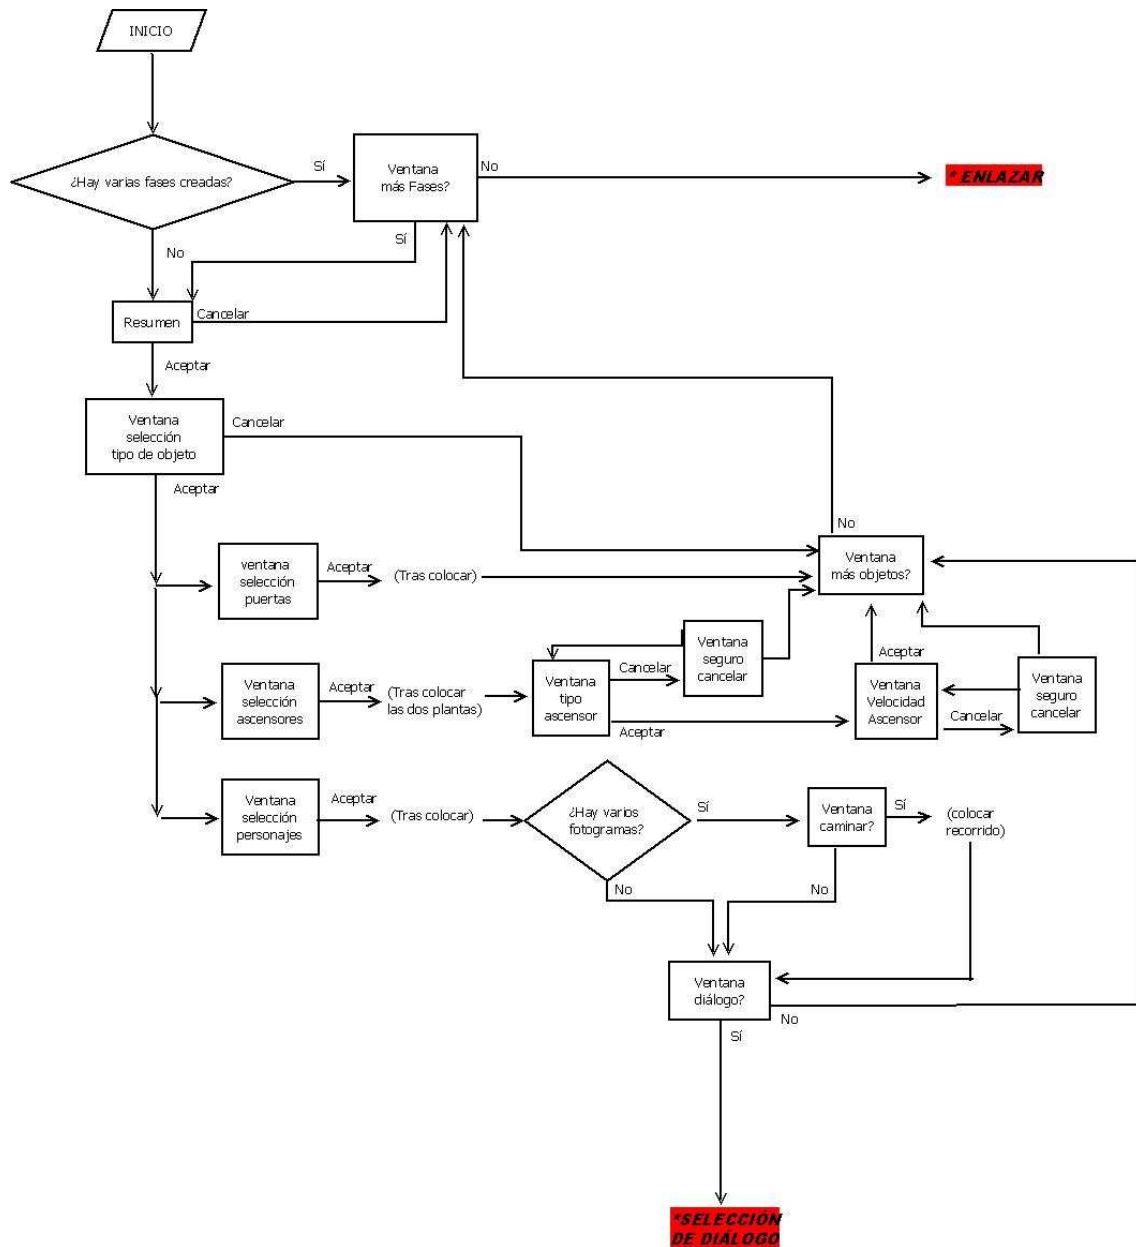 INICIO
¿Hay varias fases creadas?
Sí
Ventana
más Fases?
No
* ENLAZAR
No
Sí
Resumen
Cancelar
Aceptar
Ventana
selección
tipo de objeto
Cancelar
Aceptar
No
Ventana
más objetos?
ventana
selección
puertas
Aceptar
(Tras colocar)
Ventana
selección
ascensores
Aceptar
(Tras colocar
las dos plantas)
Ventana
tipo
ascensor
Cancelar
Ventana
seguro
cancelar
Aceptar
Aceptar
Ventana
Velocidad
Ascensor
Cancelar
Ventana
seguro
cancelar
Ventana
selección
personajes
Aceptar
(Tras colocar)
¿Hay varios
fotogramas?
Sí
Ventana
caminar?
Sí
(colocar
recorrido)
No
No
Ventana
diálogo?
No
Sí
*SELECCIÓN
DE DIÁLOGO